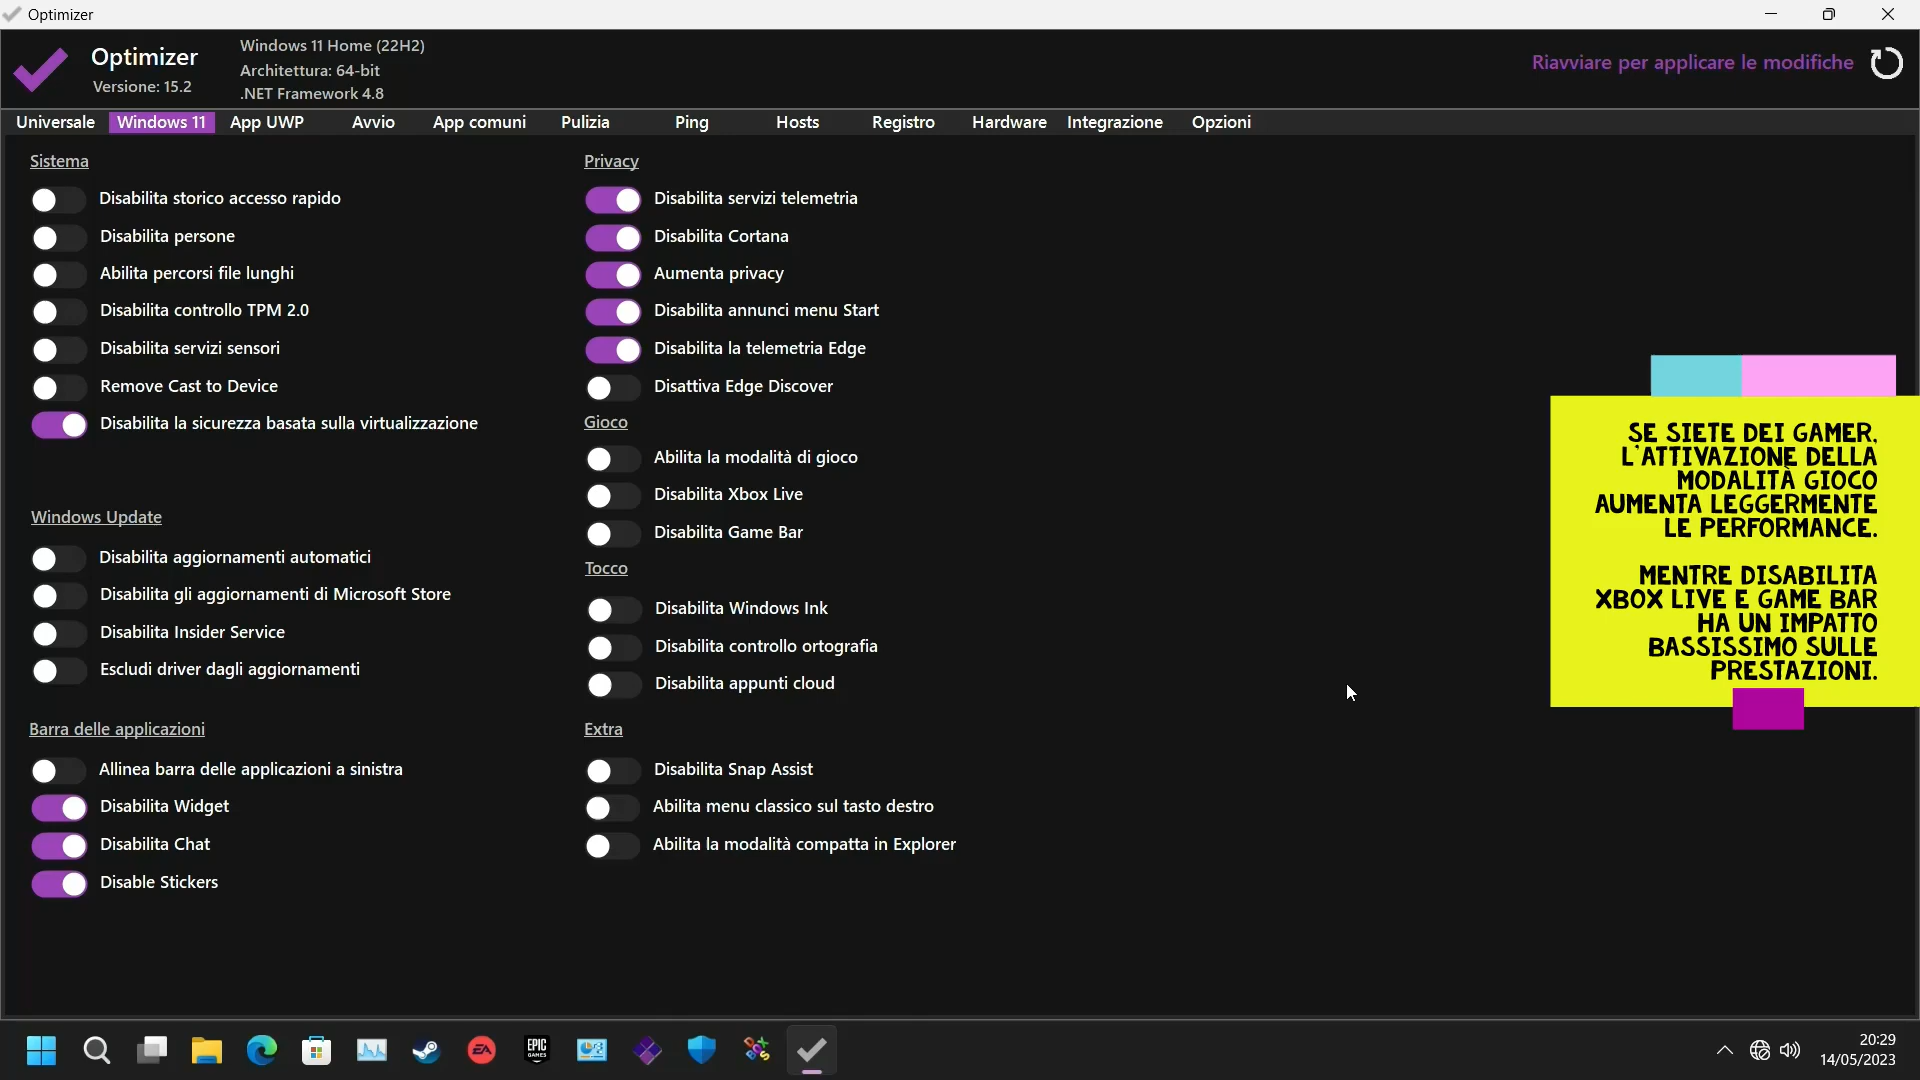 Optimizer
Optimizer
Versione: 15.2
Windows 11 Home (22H2)
Architettura: 64-bit
.NET Framework 4.8
Riavviare per applicare le modifiche
Universale Windows 11 App UWP Avvio App comuni Pulizia Ping Hosts Registro Hardware Integrazione Opzioni
Sistema
Disabilita storico accesso rapido
Disabilita persone
Abilita percorsi file lunghi
Disabilita controllo TPM 2.0
Disabilita servizi sensori
Remove Cast to Device
Disabilita la sicurezza basata sulla virtualizzazione
Windows Update
Disabilita aggiornamenti automatici
Disabilita gli aggiornamenti di Microsoft Store
Disabilita Insider Service
Escludi driver dagli aggiornamenti
Barra delle applicazioni
Allinea barra delle applicazioni a sinistra
Disabilita Widget
Disabilita Chat
Disable Stickers
Privacy
Disabilita servizi telemetria
Disabilita Cortana
Aumenta privacy
Disabilita annunci menu Start
Disabilita la telemetria Edge
Disattiva Edge Discover
Gioco
Abilita la modalità di gioco
Disabilita Xbox Live
Disabilita Game Bar
Tocco
Disabilita Windows Ink
Disabilita controllo ortografia
Disabilita appunti cloud
Extra
Disabilita Snap Assist
Abilita menu classico sul tasto destro
Abilita la modalità compatta in Explorer
SE SIETE DEI GAMER,
L'ATTIVAZIONE DELLA
MODALITÀ GIOCO
AUMENTA LEGGERMENTE
LE PERFORMANCE.
MENTRE DISABILITA
XBOX LIVE E GAME BAR
HA UN IMPATTO
BASSISSIMO SULLE
PRESTAZIONI.
EA
EPIC
GAMES
20:29
14/05/2023